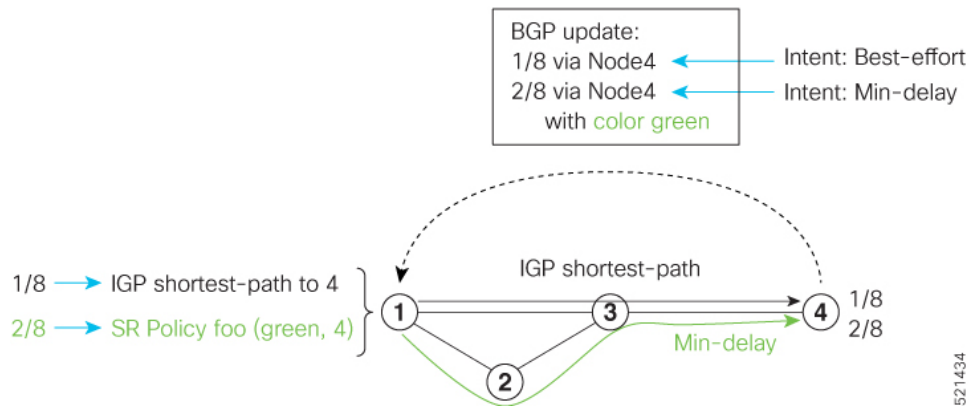 BGP update:
1/8 via Node4
Intent: Best-effort
2/8 via Node4
Intent: Min-delay
with color green
1/8
IGP shortest-path to 4
2/8
SR Policy foo (green, 4)
IGP shortest-path
1
2
3
4
1/8
2/8
Min-delay
521434